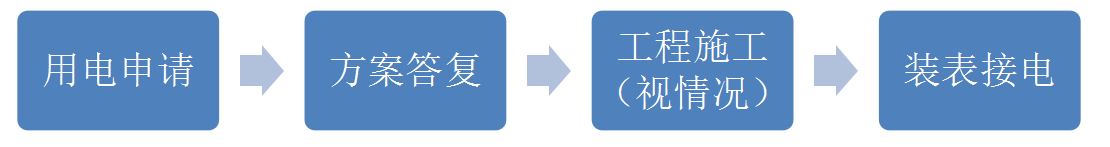 用电申请
方案答复
工程施工
（视情况）
装表接电